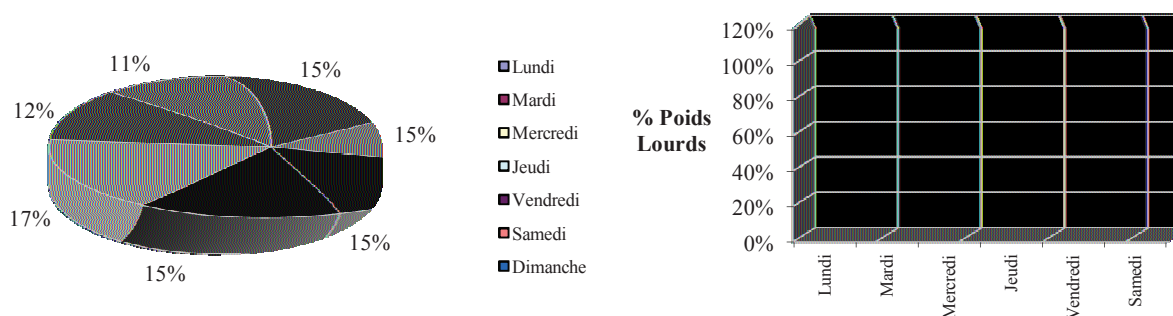 11%
15%
12%
15%
17%
15%
15%
Lundi
Mardi
Mercredi
Jeudi
Vendredi
Samedi
Dimanche
% Poids
Lourds
120%
100%
80%
60%
40%
20%
0%
Lundi
Mardi
Mercredi
Jeudi
Vendredi
Samedi